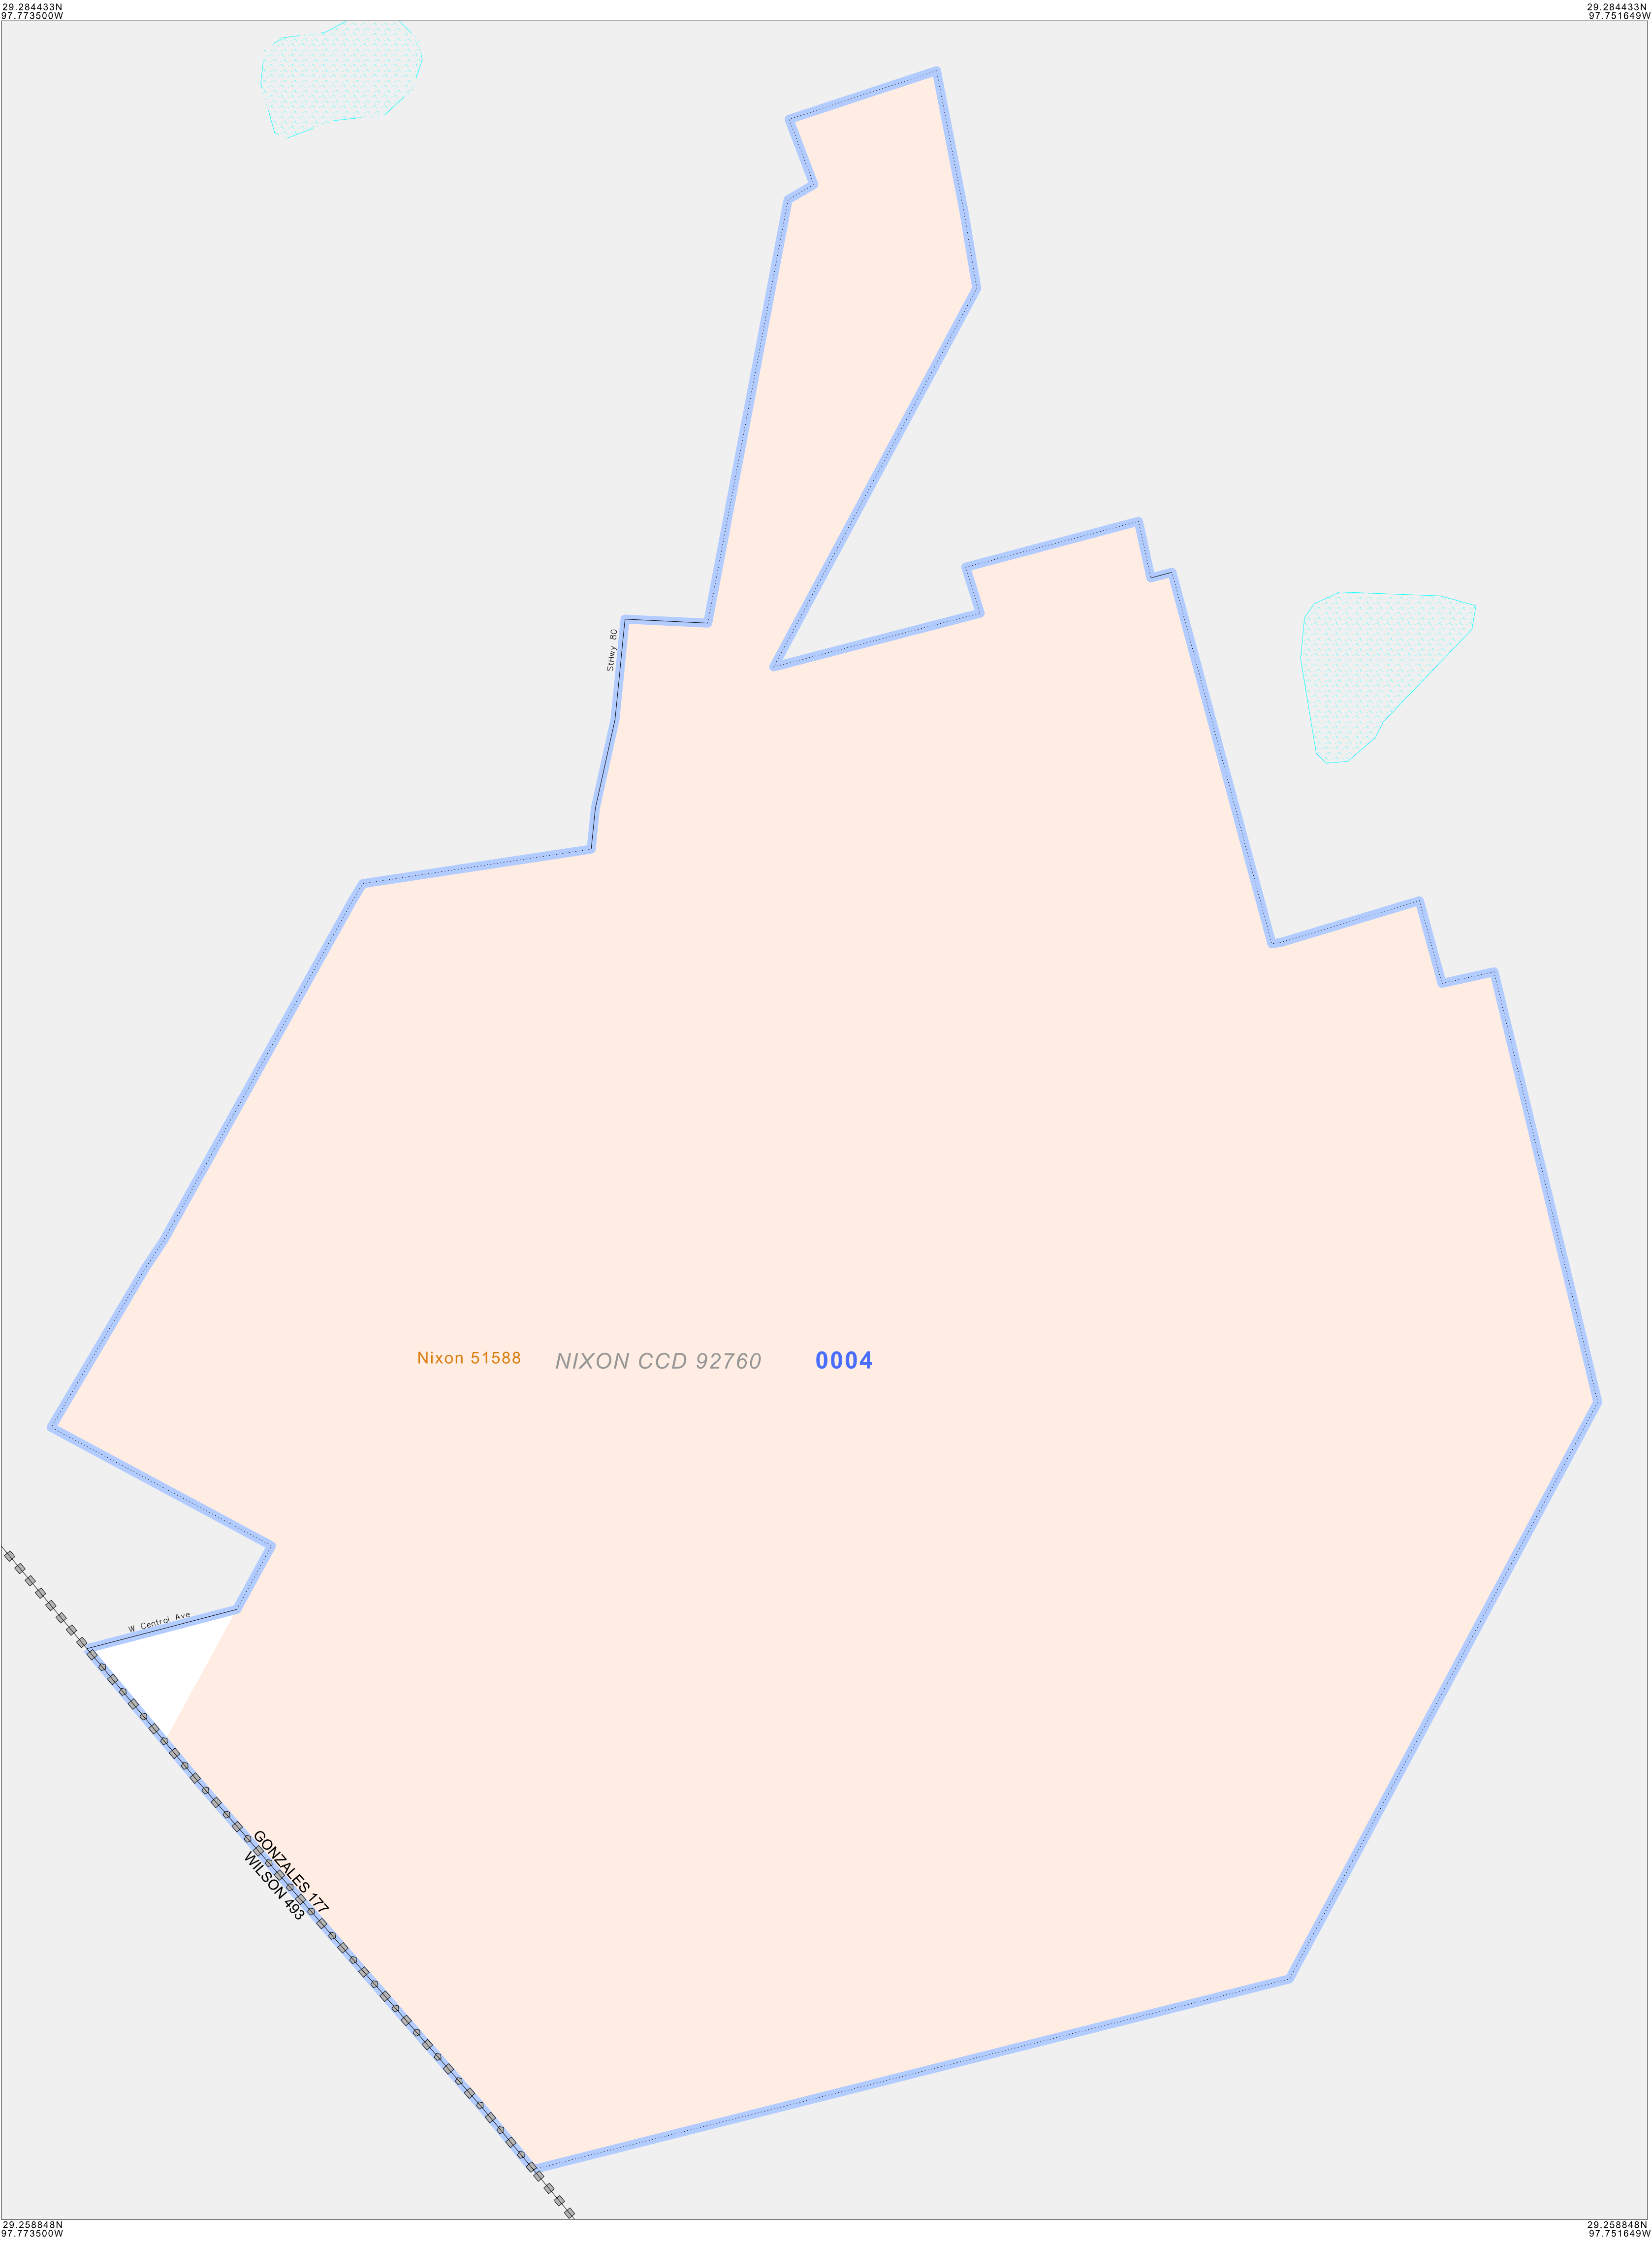 29.284433N
97.773500W
29.284433N
97.751649W
StHwy 80
Nixon 51588
NIXON CCD 92760
0004
W Central Ave
GONZALES 177
WILSON 493
29.258848N
97.773500W
29.258848N
97.751649W